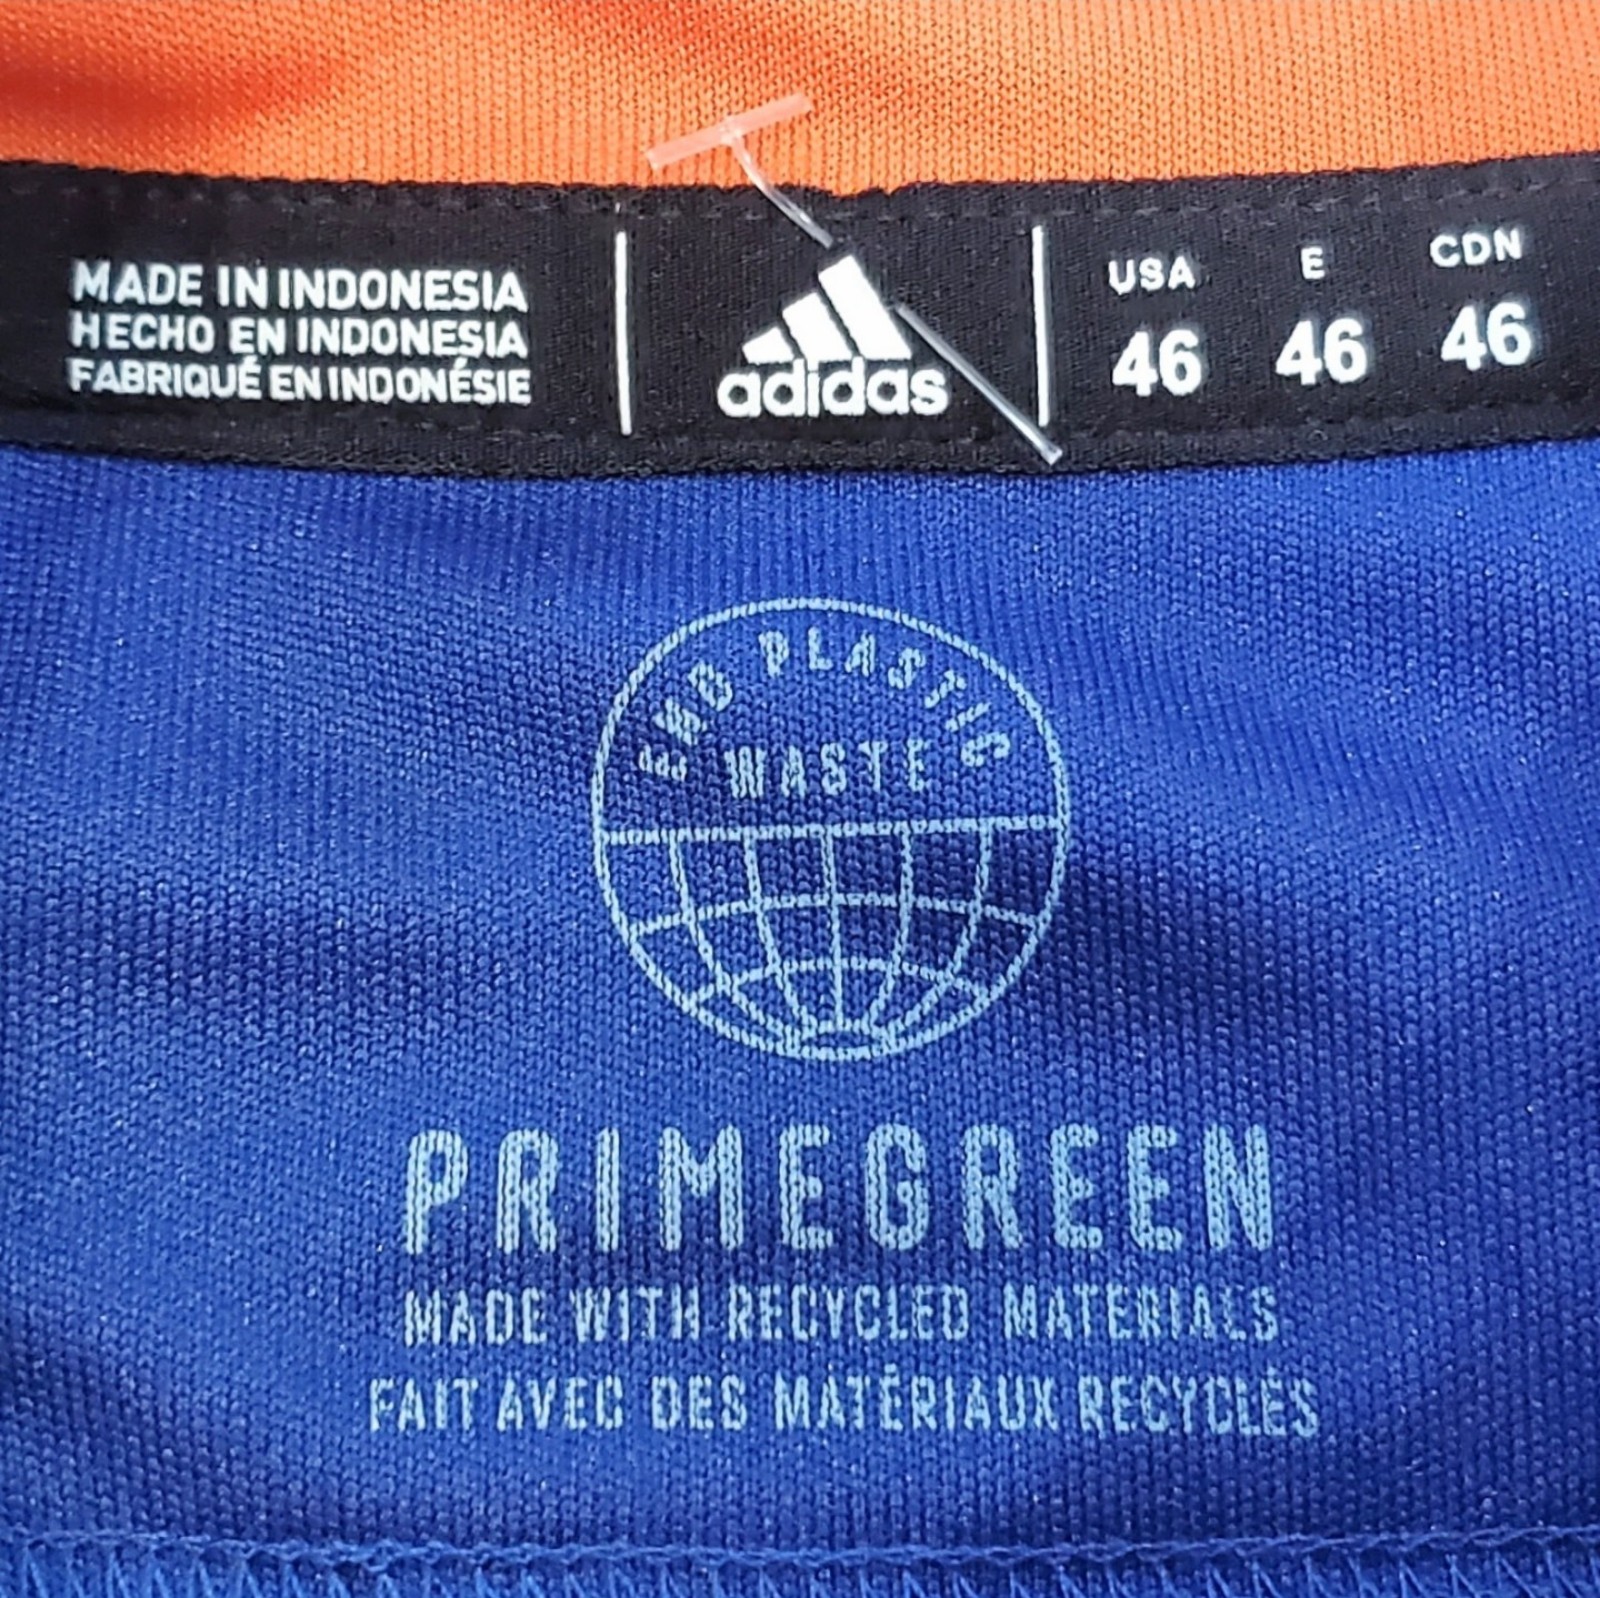 MADE IN INDONESIA
HECHO EN INDONESIA
FABRIQUÉ EN INDONÉSIE
adidas
USA E CDN
46 46 46
END PLASTIC
WASTE
PRIMEGREEN
MADE WITH RECYCLED MATERIALS
FAIT AVEC DES MATÉRIAUX RECYCLÉS